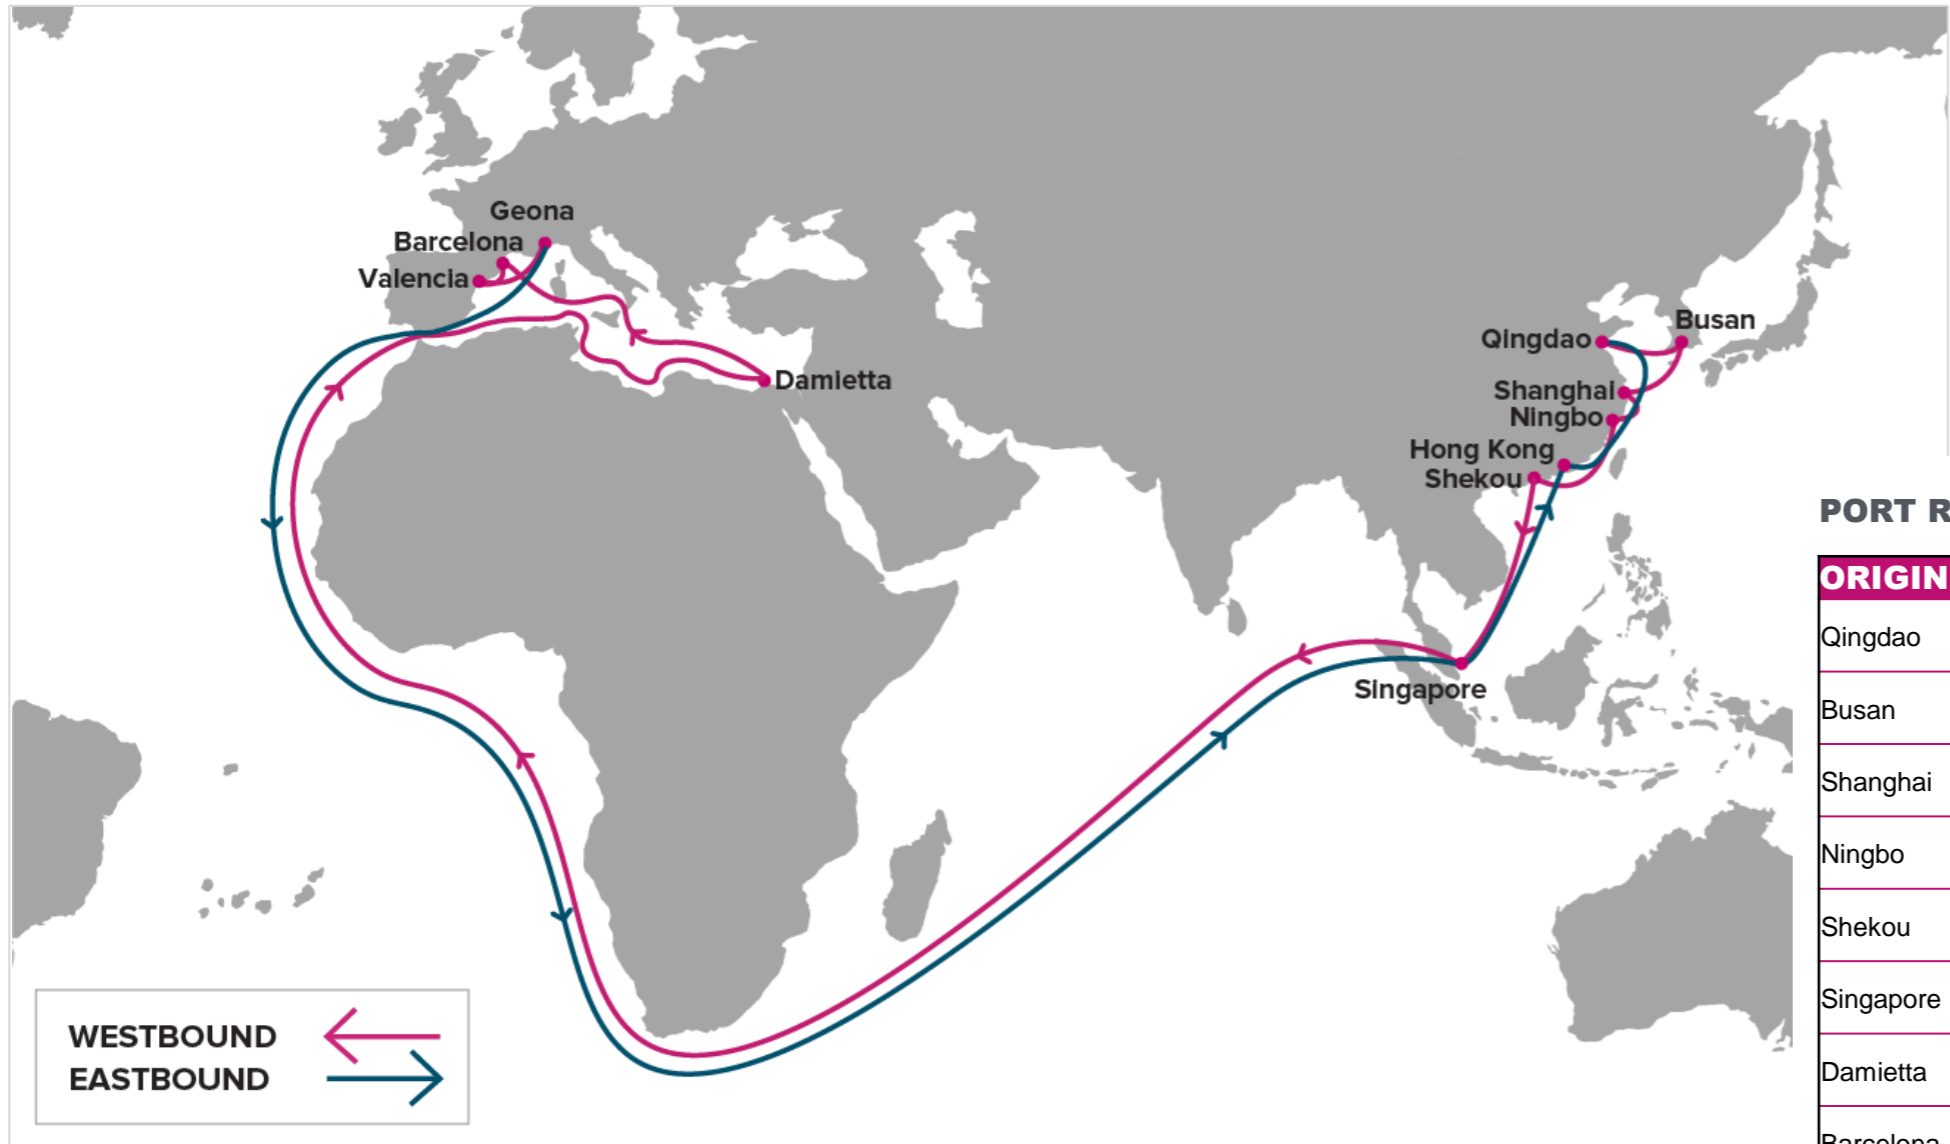 Geona
Barcelona
Valencia
Damietta
Busan
Qingdao
Shanghai
Ningbo
Hong Kong
Shekou
Singapore
WESTBOUND
EASTBOUND
PORT R
ORIGIN
Qingdao
Busan
Shanghai
Ningbo
Shekou
Singapore
Damietta
Barcelona